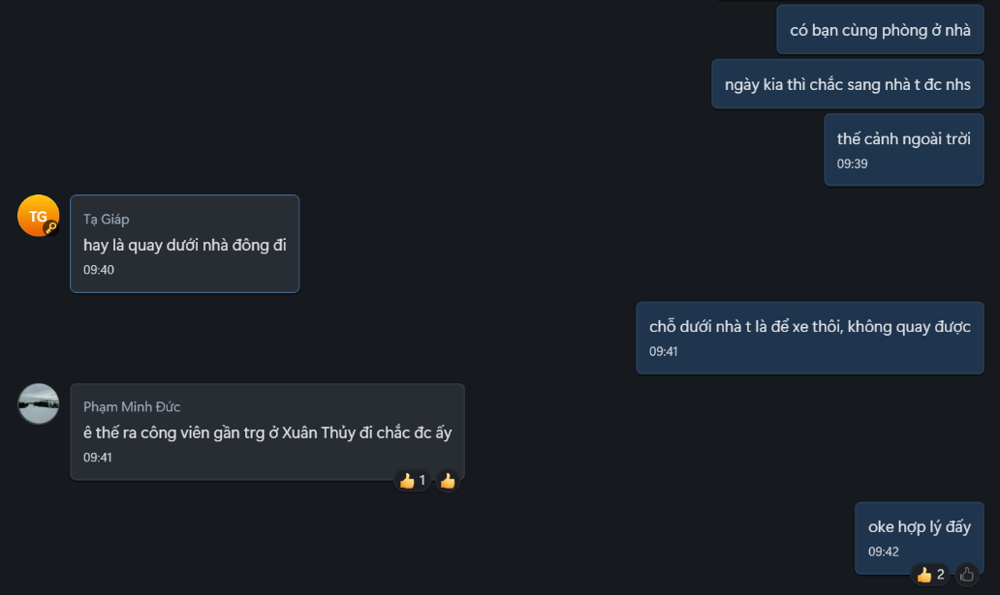 có bạn cùng phòng ở nhà
ngày kia thì chắc sang nhà t đc nhs
thế cảnh ngoài trời
09:39
TG
Tạ Giáp
hay là quay dưới nhà đông đi
09:40
chỗ dưới nhà t là để xe thôi, không quay được
09:41
Phạm Minh Đức
ê thế ra công viên gần trg ở Xuân Thủy đi chắc đc ấy
09:41
1
oke hợp lý đấy
09:42
2